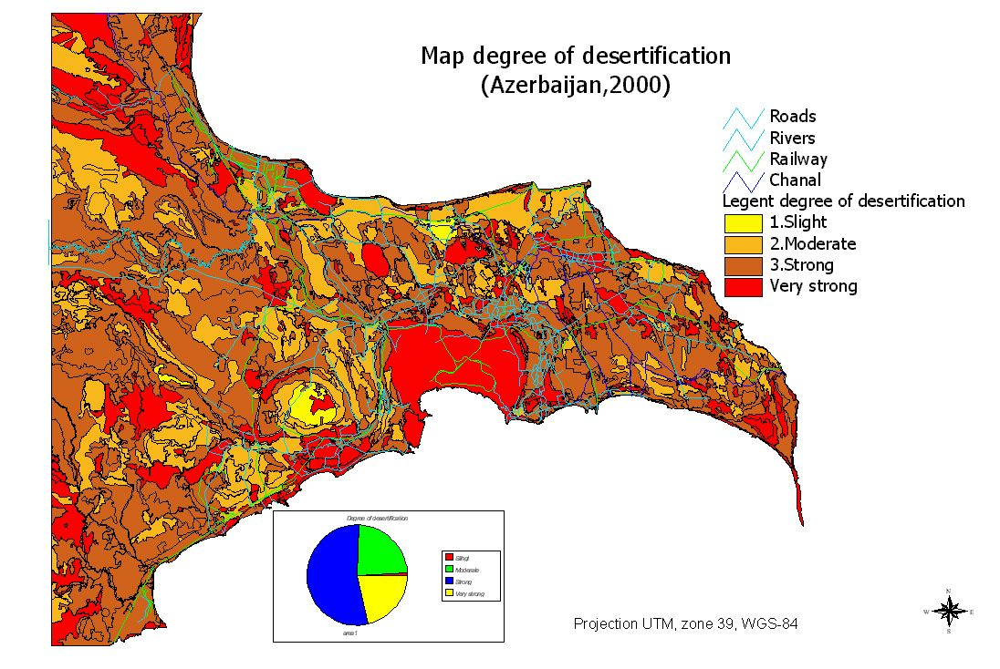 Map degree of desertification
(Azerbaijan,2000)
Roads
Rivers
Railway
Chanal
Legent degree of desertification
1.Slight
2.Moderate
3.Strong
Very strong
Degree of desertification
Moderate
Strong
Very strong
area1
Projection UTM, zone 39, WGS-84
N
W
E
S